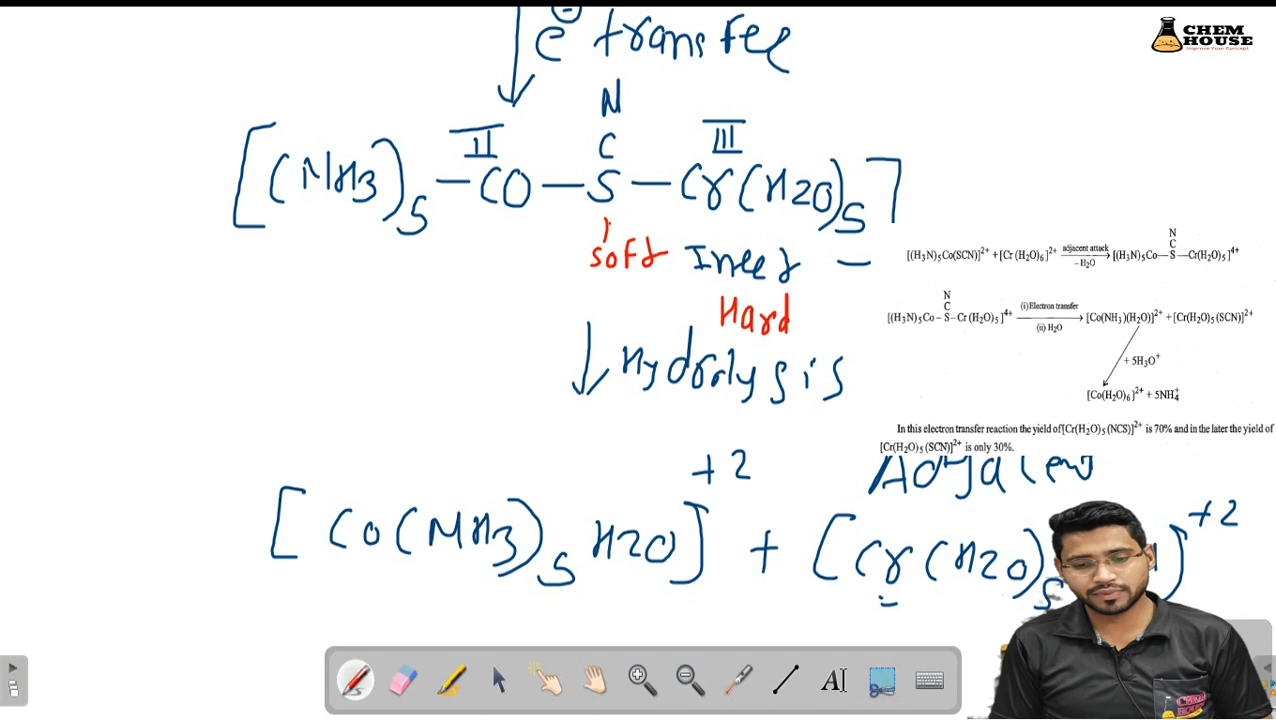 ↓ e⊖ transfer
CHEM
HOUSE
Improve Your Concept
N
II C III
[(NH3)5 — CO — S — Cr(H2O)5]
soft Inert —
Hard
↓ Hydrolysis
N
C
[(H₃N)₅Co(SCN)]²⁺ + [Cr(H₂O)₆]²⁺ adjacent attack → −H₂O [(H₃N)₅Co—S—Cr(H₂O)₅]⁴⁺
N
C
[(H₃N)₅Co–S–Cr(H₂O)₅]⁴⁺ (i) Electron transfer → (ii) H₂O [Co(NH₃)(H₂O)]²⁺ + [Cr(H₂O)₅(SCN)]²⁺
+ 5H₃O⁺
[Co(H₂O)₆]²⁺ + 5NH₄⁺
In this electron transfer reaction the yield of [Cr(H₂O)₅(NCS)]²⁺ is 70% and in the later the yield of
[Cr(H₂O)₅(SCN)]²⁺ is only 30%.
[Co(NH3)5 H2O]+2 + [Cr(H2O)5 ]+2
AI